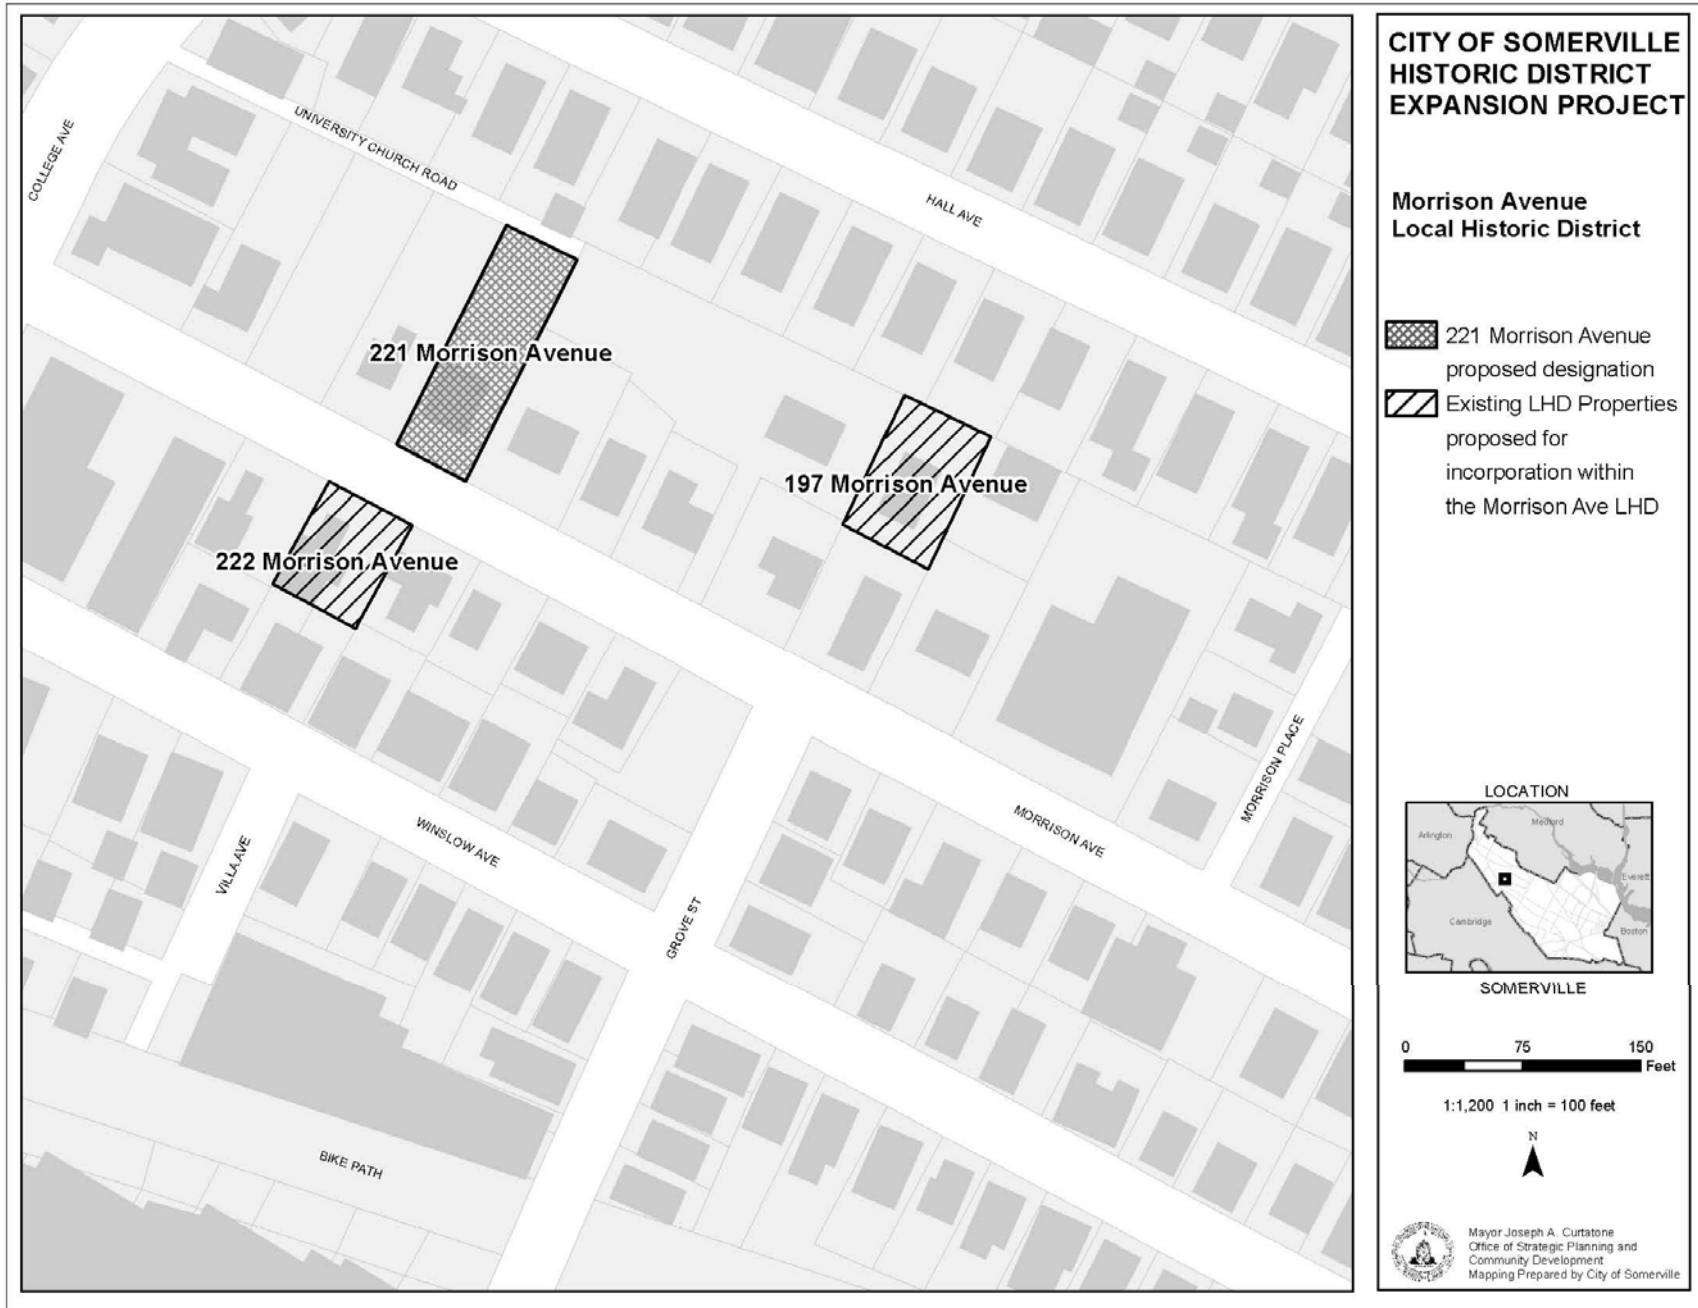 CITY OF SOMERVILLE
HISTORIC DISTRICT
EXPANSION PROJECT
Morrison Avenue
Local Historic District
221 Morrison Avenue
proposed designation
Existing LHD Properties
proposed for
incorporation within
the Morrison Ave LHD
COLLEGE AVE
UNIVERSITY CHURCH ROAD
HALL AVE
221 Morrison Avenue
197 Morrison Avenue
222 Morrison Avenue
MORRISON PLACE
MORRISON AVE
WINSLOW AVE
VILLA AVE
GROVE ST
BIKE PATH
LOCATION
Arlington
Medford
Everett
Cambridge
Boston
SOMERVILLE
0 75 150
Feet
1:1,200 1 inch = 100 feet
N
Mayor Joseph A. Curtatone
Office of Strategic Planning and
Community Development
Mapping Prepared by City of Somerville